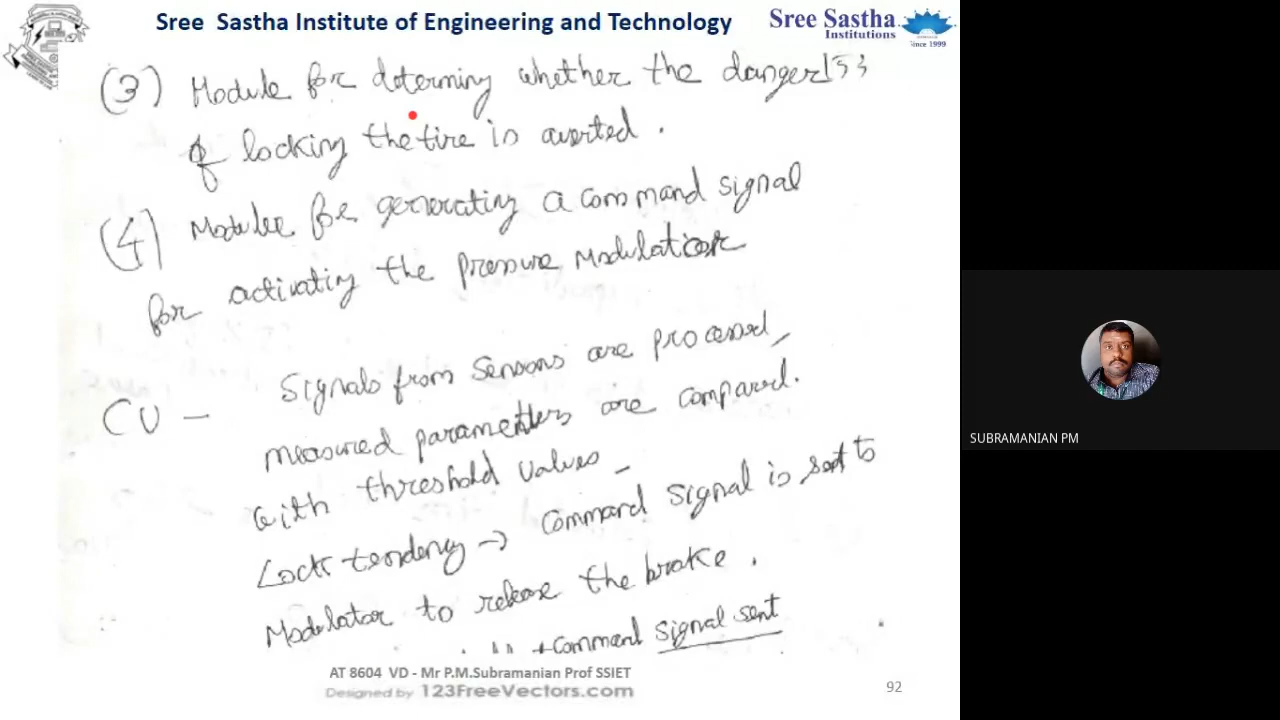 Sree Sastha Institute of Engineering and Technology
Sree Sastha
Institutions
Since 1999
(3) Module for determing whether the danger
of locking the tire is averted.
(4) Module for generating a command signal
for activating the pressure Modulator
CU - Signals from sensors are processed,
measured parameters are compared.
with threshold values -
Lock tendency → command signal is sent to
Modulator to release the brake.
command signal sent
SUBRAMANIAN PM
AT 8604 VD - Mr P.M.Subramanian Prof SSIET
Designed by 123FreeVectors.com
92